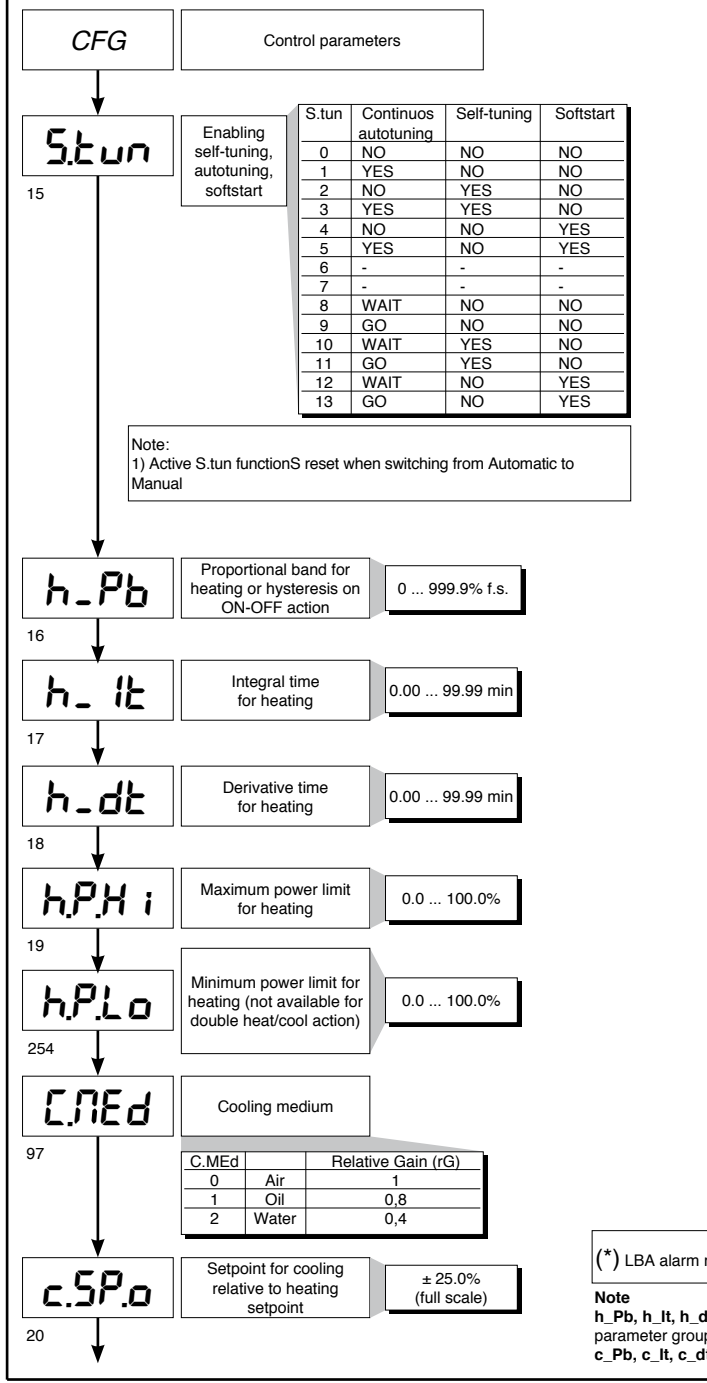 CFG
Control parameters
S.tun
15
Enabling
self-tuning,
autotuning,
softstart
S.tun Continuos autotuning Self-tuning Softstart
0 NO NO NO
1 YES NO NO
2 NO YES NO
3 YES YES NO
4 NO NO YES
5 YES NO YES
6 - - -
7 - - -
8 WAIT NO NO
9 GO NO NO
10 WAIT YES NO
11 GO YES NO
12 WAIT NO YES
13 GO NO YES
Note:
1) Active S.tun functionS reset when switching from Automatic to
Manual
h_Pb
16
Proportional band for
heating or hysteresis on
ON-OFF action
0 ... 999.9% f.s.
h_It
17
Integral time
for heating
0.00 ... 99.99 min
h_dt
18
Derivative time
for heating
0.00 ... 99.99 min
h.P.Hi
19
Maximum power limit
for heating
0.0 ... 100.0%
h.P.Lo
254
Minimum power limit for
heating (not available for
double heat/cool action)
0.0 ... 100.0%
C.MEd
97
Cooling medium
C.MEd Relative Gain (rG)
0 Air 1
1 Oil 0,8
2 Water 0,4
c.SP.o
20
Setpoint for cooling
relative to heating
setpoint
± 25.0%
(full scale)
(*) LBA alarm
Note
h_Pb, h_It,
parameter
c_Pb, c_It,